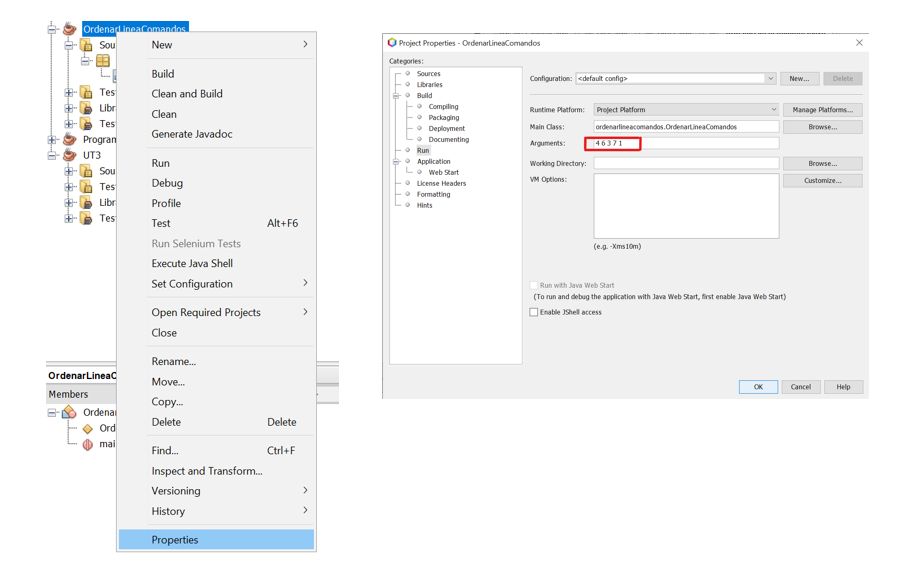 OrdenarLineaComandos
Sou
Tes
Libr
Tes
Program
UT3
Sou
Tes
Libr
Tes
OrdenarLineaC
Members
Ordenar
Ord
mai
New
Build
Clean and Build
Clean
Generate Javadoc
Run
Debug
Profile
Test Alt+F6
Run Selenium Tests
Execute Java Shell
Set Configuration
Open Required Projects
Close
Rename...
Move...
Copy...
Delete Delete
Find... Ctrl+F
Inspect and Transform...
Versioning
History
Properties
Project Properties - OrdenarLineaComandos
Categories:
Sources
Libraries
Build
Compiling
Packaging
Deployment
Documenting
Run
Application
Web Start
License Headers
Formatting
Hints
Configuration: <default config> New... Delete
Runtime Platform: Project Platform Manage Platforms...
Main Class: ordenarlineacomandos.OrdenarLineaComandos Browse...
Arguments: 4 6 3 7 1
Working Directory: Browse...
VM Options: Customize...
(e.g. -Xms10m)
Run with Java Web Start
(To run and debug the application with Java Web Start, first enable Java Web Start)
Enable JShell access
OK Cancel Help